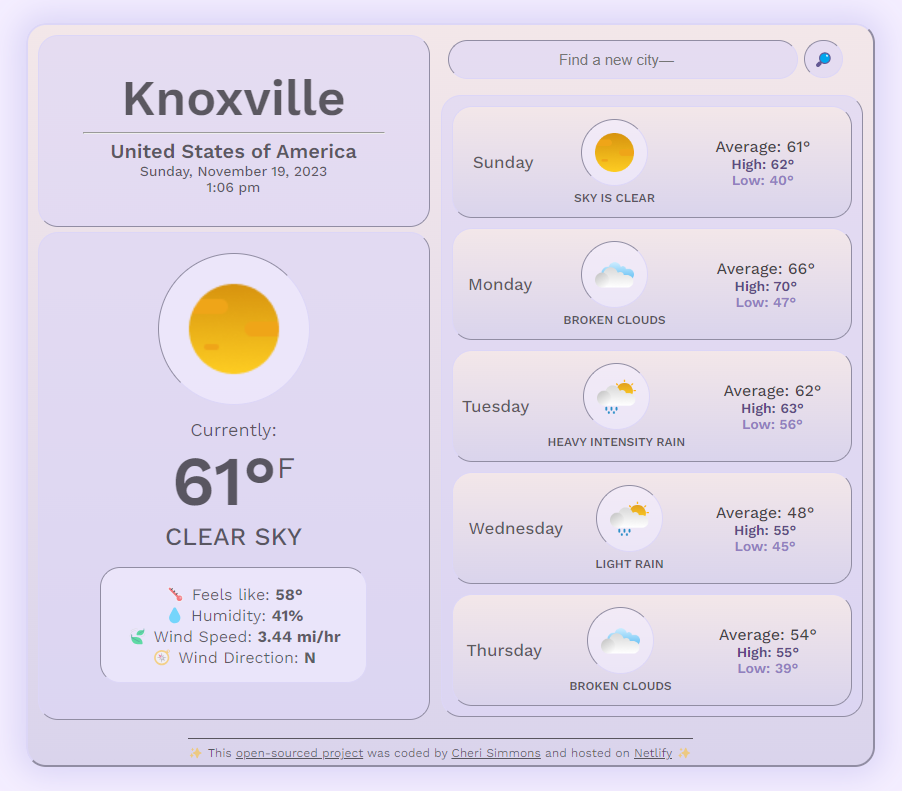 Knoxville
United States of America
Sunday, November 19, 2023
1:06 pm
Currently:
61°F
CLEAR SKY
Feels like: 58°
Humidity: 41%
Wind Speed: 3.44 mi/hr
Wind Direction: N
Find a new city—
Sunday
SKY IS CLEAR
Average: 61°
High: 62°
Low: 40°
Monday
BROKEN CLOUDS
Average: 66°
High: 70°
Low: 47°
Tuesday
HEAVY INTENSITY RAIN
Average: 62°
High: 63°
Low: 56°
Wednesday
LIGHT RAIN
Average: 48°
High: 55°
Low: 45°
Thursday
BROKEN CLOUDS
Average: 54°
High: 55°
Low: 39°
✨ This open-sourced project was coded by Cheri Simmons and hosted on Netlify ✨